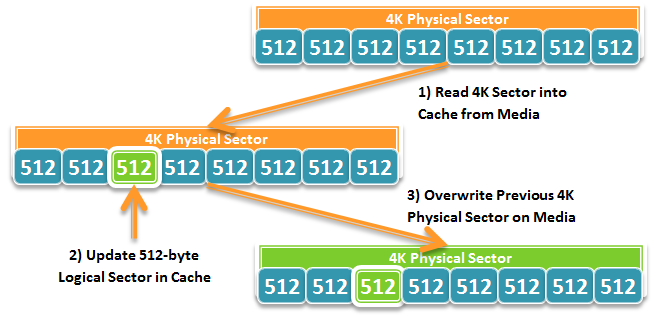 4K Physical Sector
512 512 512 512 512 512 512 512
1) Read 4K Sector into
Cache from Media
4K Physical Sector
512 512 512 512 512 512 512 512
2) Update 512-byte
Logical Sector in Cache
3) Overwrite Previous 4K
Physical Sector on Media
4K Physical Sector
512 512 512 512 512 512 512 512